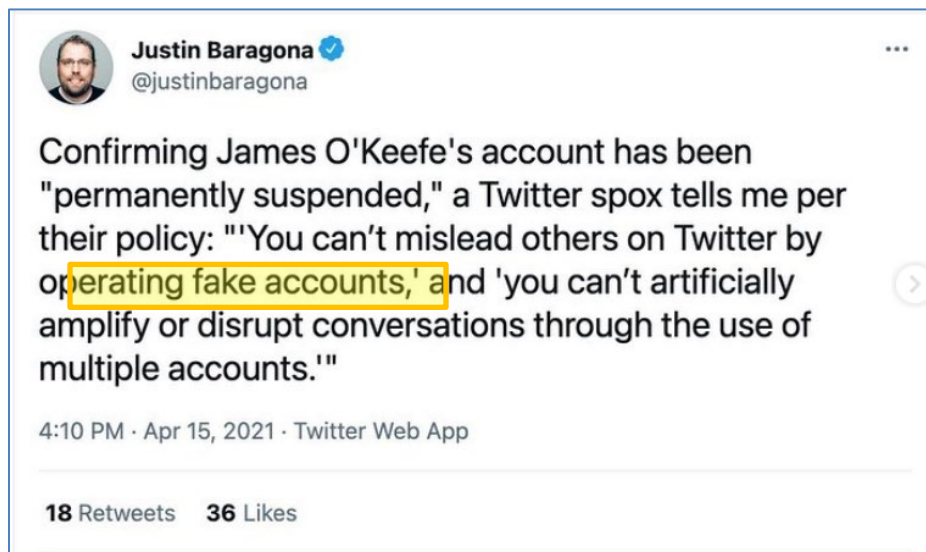 Justin Baragona
@justinbaragona
Confirming James O'Keefe's account has been
"permanently suspended," a Twitter spox tells me per
their policy: "'You can’t mislead others on Twitter by
operating fake accounts,' and 'you can’t artificially
amplify or disrupt conversations through the use of
multiple accounts.'"
4:10 PM · Apr 15, 2021 · Twitter Web App
18 Retweets 36 Likes